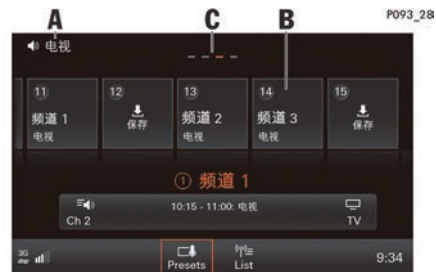 A C B P093_28
电视
11 12 13 14 15
频道 1 保存 频道 2 频道 3 保存
电视 电视 电视
① 频道 1
Ch 2 10:15 - 11:00: 电视 TV
3G Presets List 9:34